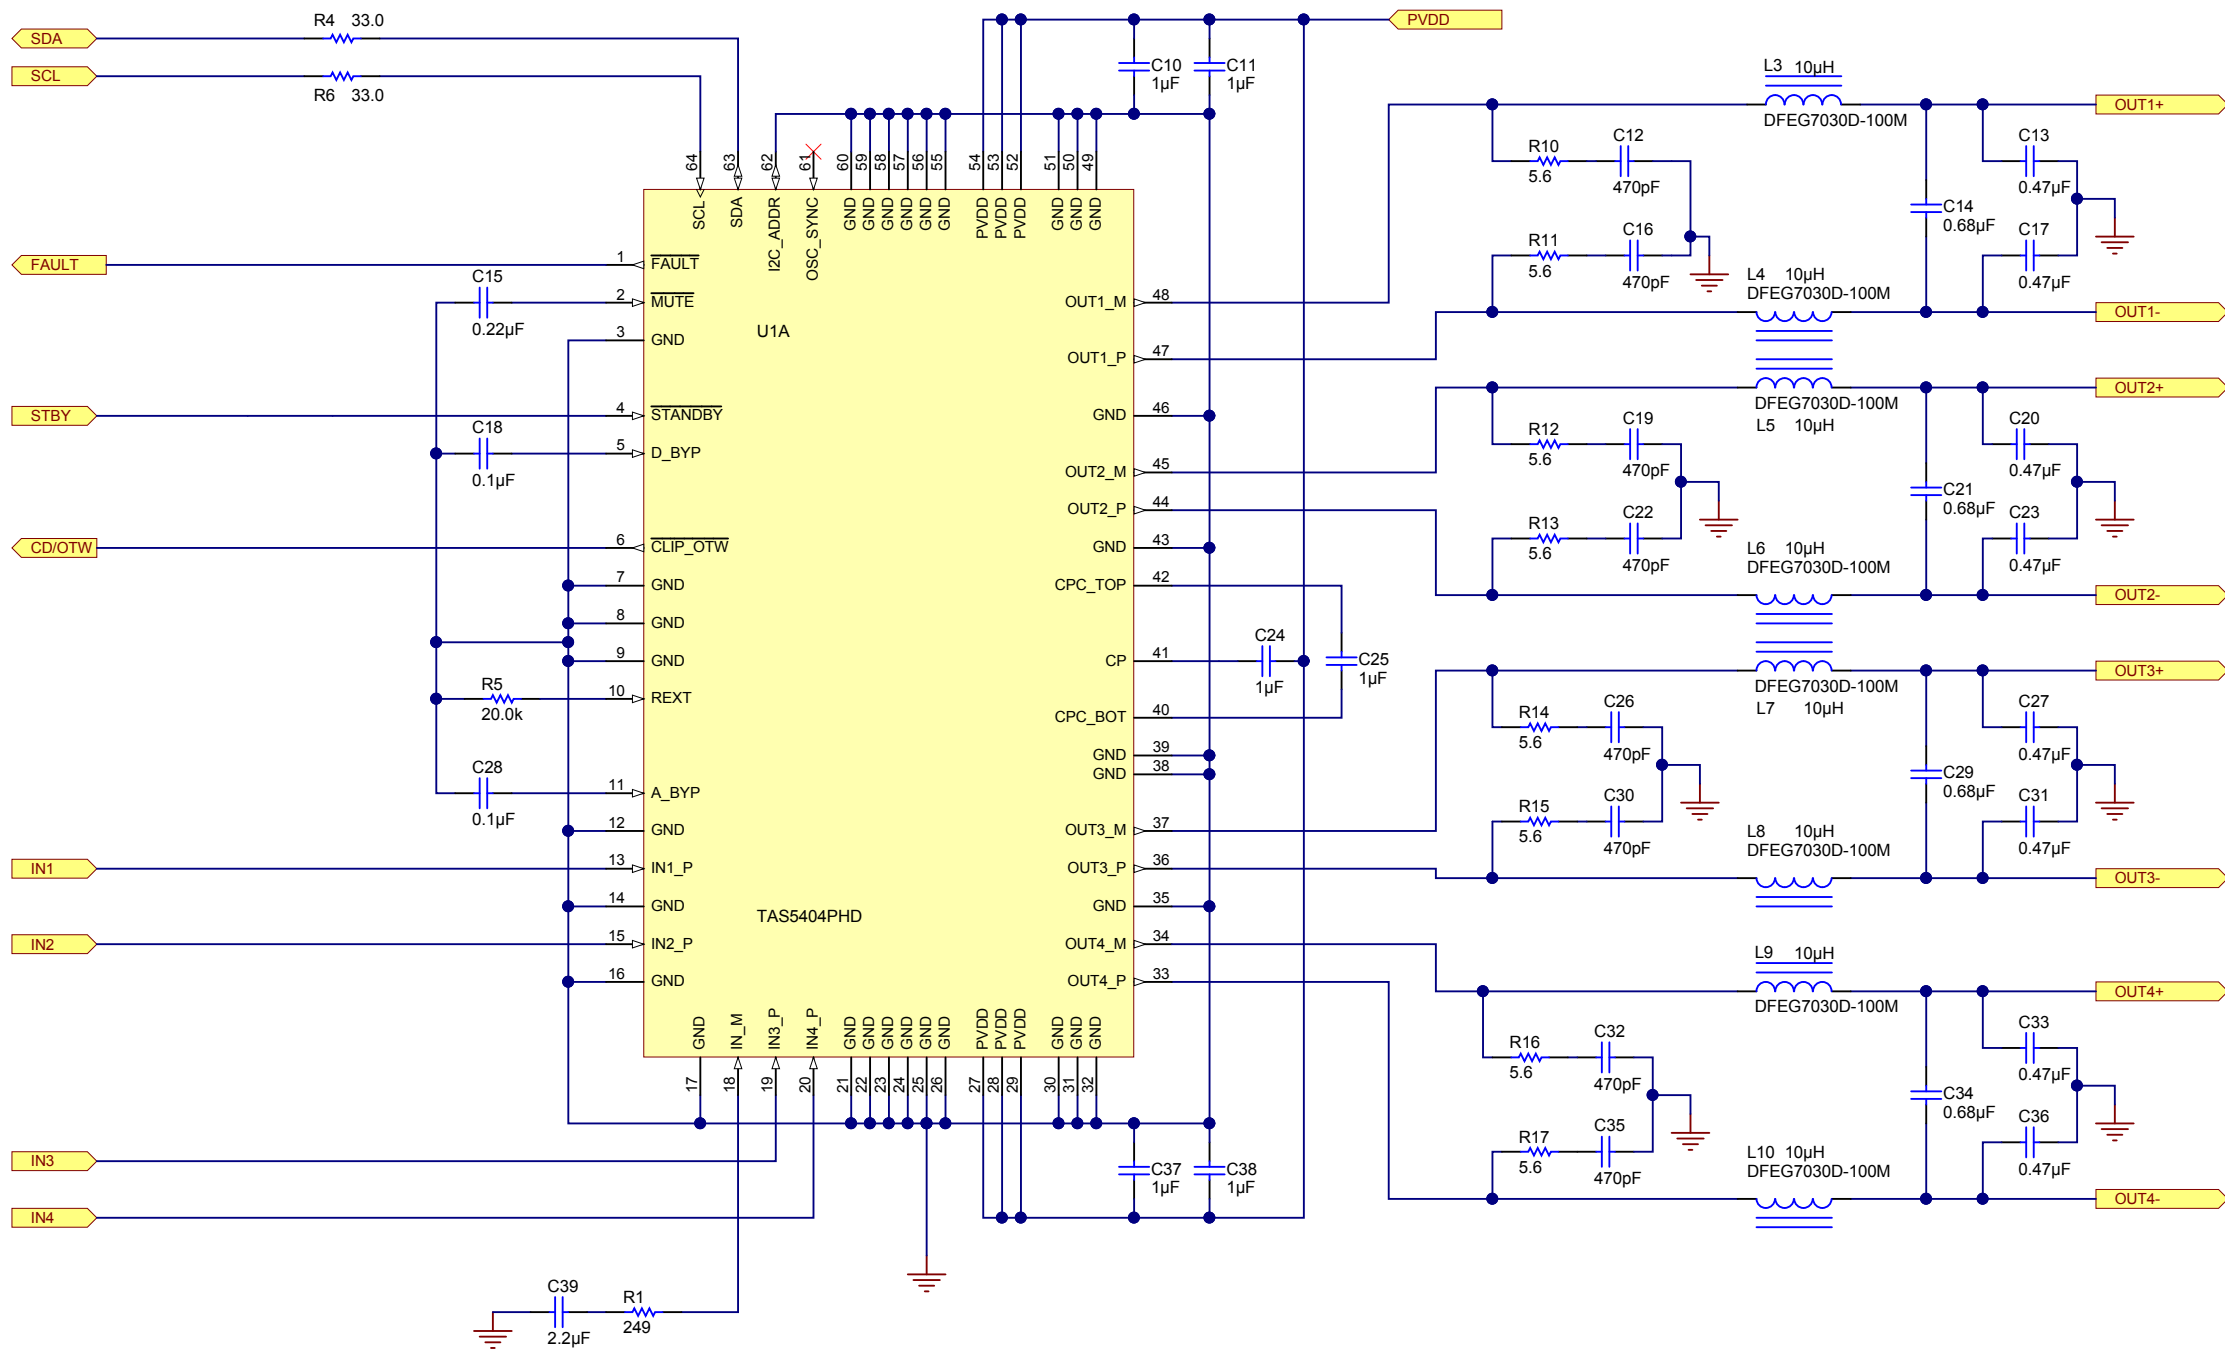 R4 33.0
SDA
SCL
R6 33.0
PVDD
C10
1µF
C11
1µF
64
63
62
61
60
59
58
57
56
55
54
53
52
51
50
49
SCL
SDA
I2C_ADDR
OSC_SYNC
GND
GND
GND
GND
GND
GND
PVDD
PVDD
PVDD
GND
GND
GND
FAULT
1 FAULT
C15
0.22µF
2 MUTE
3 GND
U1A
STBY
4 STANDBY
C18
0.1µF
5 D_BYP
CD/OTW
6 CLIP_OTW
7 GND
8 GND
9 GND
R5
20.0k
10 REXT
C28
0.1µF
11 A_BYP
12 GND
IN1
13 IN1_P
14 GND
TAS5404PHD
IN2
15 IN2_P
16 GND
OUT1_M 48
OUT1_P 47
GND 46
OUT2_M 45
OUT2_P 44
GND 43
CPC_TOP 42
CP 41
C24
1µF
C25
1µF
CPC_BOT 40
GND 39
GND 38
OUT3_M 37
OUT3_P 36
GND 35
OUT4_M 34
OUT4_P 33
GND
IN_M
IN3_P
IN4_P
GND
GND
GND
GND
GND
GND
PVDD
PVDD
PVDD
GND
GND
GND
17
18
19
20
21
22
23
24
25
26
27
28
29
30
31
32
IN3
IN4
C37
1µF
C38
1µF
C39
2.2µF
R1
249
L3 10µH
DFEG7030D-100M
OUT1+
R10
5.6
C12
470pF
C13
0.47µF
C14
0.68µF
R11
5.6
C16
470pF
C17
0.47µF
L4 10µH
DFEG7030D-100M
OUT1-
OUT2+
DFEG7030D-100M
L5 10µH
R12
5.6
C19
470pF
C20
0.47µF
C21
0.68µF
R13
5.6
C22
470pF
C23
0.47µF
L6 10µH
DFEG7030D-100M
OUT2-
OUT3+
DFEG7030D-100M
L7 10µH
R14
5.6
C26
470pF
C27
0.47µF
C29
0.68µF
R15
5.6
C30
470pF
C31
0.47µF
L8 10µH
DFEG7030D-100M
OUT3-
L9 10µH
OUT4+
DFEG7030D-100M
R16
5.6
C32
470pF
C33
0.47µF
C34
0.68µF
R17
5.6
C35
470pF
C36
0.47µF
L10 10µH
DFEG7030D-100M
OUT4-